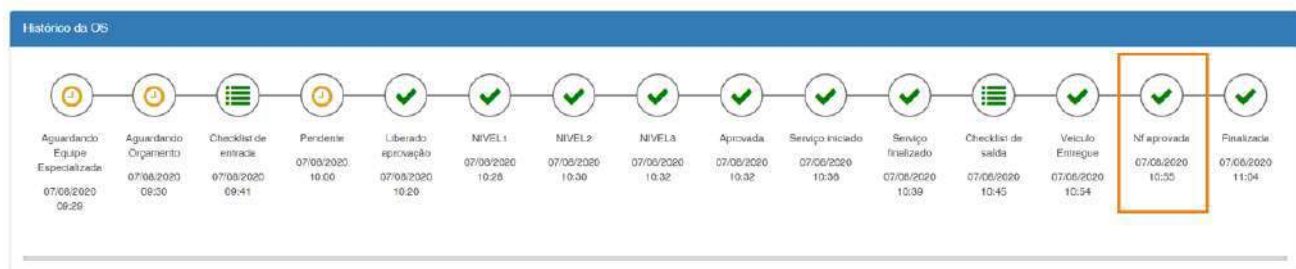 Histórico da OS
Aguardando
Equipe
Especializada
07/08/2020
09:29
Aguardando
Orçamento
07/08/2020
09:30
Checklist de
entrada
07/08/2020
09:41
Pendente
07/08/2020
10:00
Liberado
aprovação
07/08/2020
10:20
NIVEL1
07/08/2020
10:28
NIVEL2
07/08/2020
10:30
NIVEL3
07/08/2020
10:32
Aprovada
07/08/2020
10:32
Serviço iniciado
07/08/2020
10:38
Serviço
finalizado
07/08/2020
10:39
Checklist de
saída
07/08/2020
10:45
Veículo
Entregue
07/08/2020
10:54
Nf aprovada
07/08/2020
10:55
Finalizada
07/08/2020
11:04